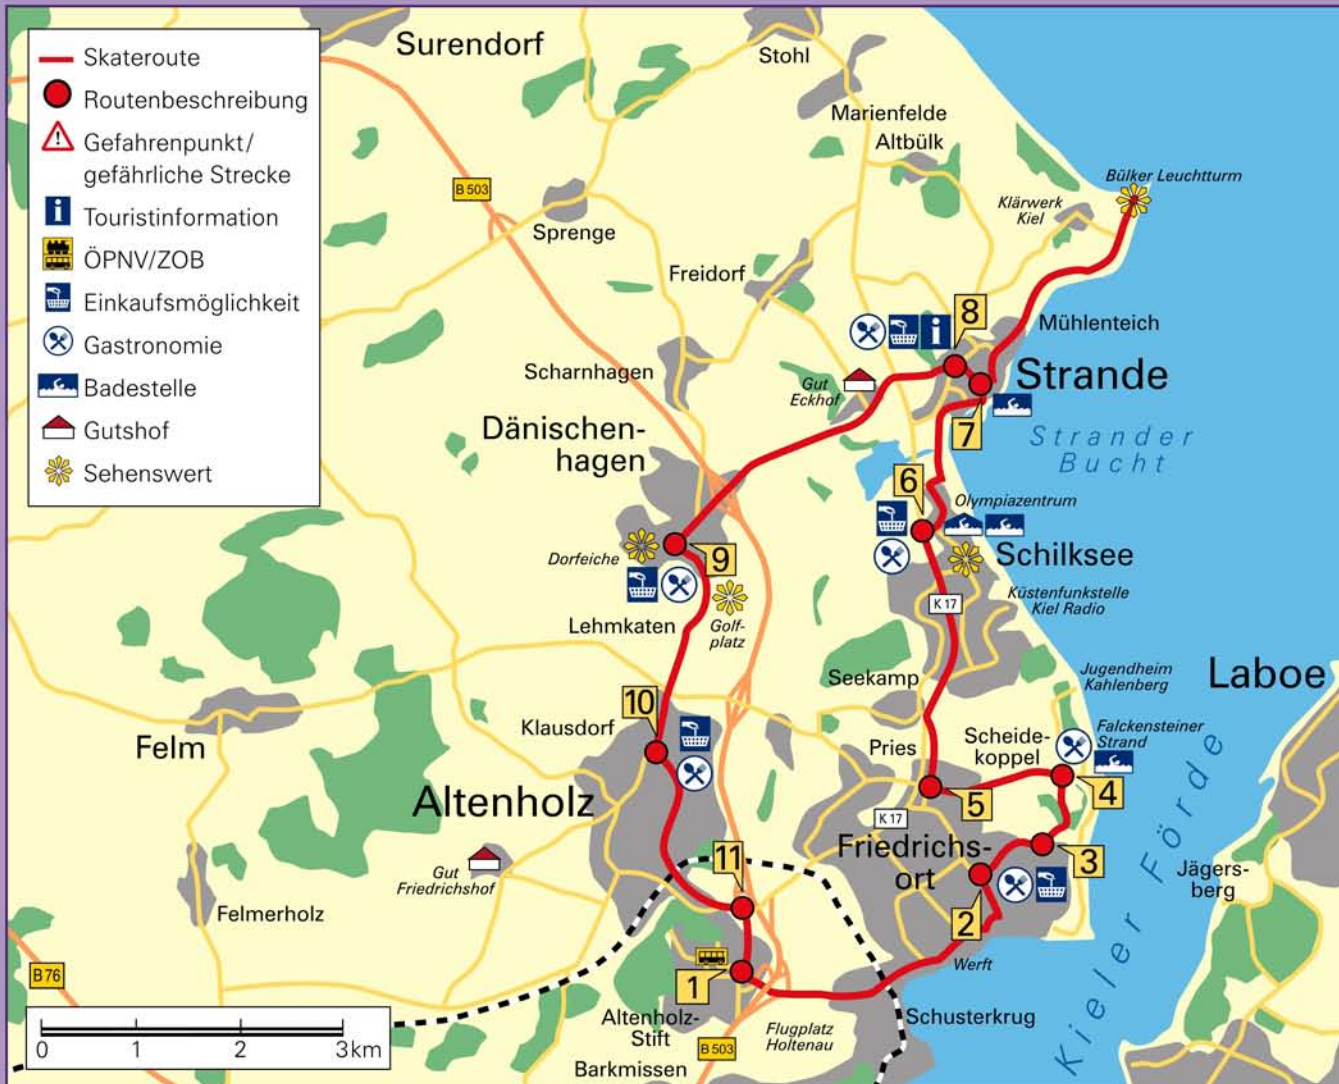 Skateroute
Routenbeschreibung
Gefahrenpunkt/
gefährliche Strecke
Touristinformation
ÖPNV/ZOB
Einkaufsmöglichkeit
Gastronomie
Badestelle
Gutshof
Sehenswert
Surendorf
Stohl
Marienfelde
Altbülk
B 503
Bülker Leuchtturm
Klärwerk
Kiel
Sprenge
Freidorf
8
Mühlenteich
Scharnhagen
Gut
Eckhof
Strande
Dänischen-
hagen
7
Strander
Bucht
6
Olympiazentrum
Dorfeiche
9
Schilksee
K 17
Küstenfunkstelle
Kiel Radio
Lehmkaten
Golf-
platz
Seekamp
Jugendheim
Kahlenberg
Laboe
10
Klausdorf
Felm
Pries
Scheide-
koppel
Falckensteiner
Strand
Altenholz
5
4
K 17
Friedrichs-
ort
3
11
Gut
Friedrichshof
Jägers-
berg
Felmerholz
2
Kieler Förde
Werft
B 76
1
Altenholz-
Stift
Schusterkrug
Flugplatz
Holtenau
B 503
Barkmissen
0 1 2 3 km